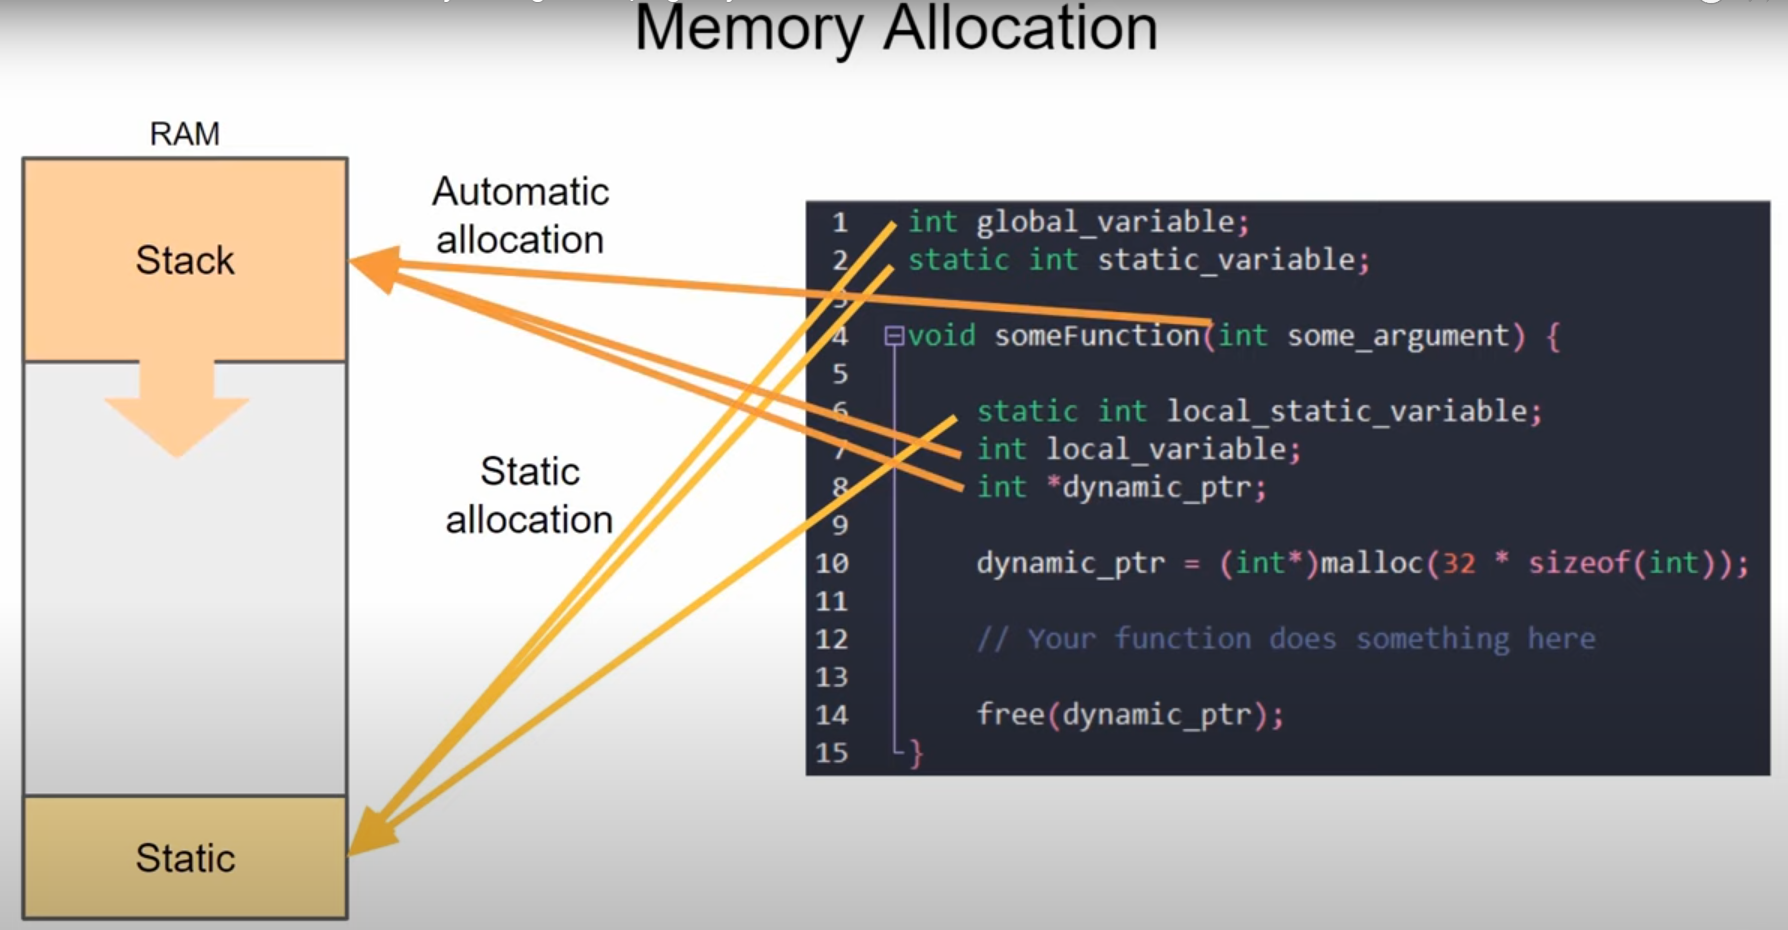 Memory Allocation
RAM
Stack
Static
Automatic
allocation
Static
allocation
1 int global_variable;
2 static int static_variable;
3
4 void someFunction(int some_argument) {
5
6 static int local_static_variable;
7 int local_variable;
8 int *dynamic_ptr;
9
10 dynamic_ptr = (int*)malloc(32 * sizeof(int));
11
12 // Your function does something here
13
14 free(dynamic_ptr);
15 }